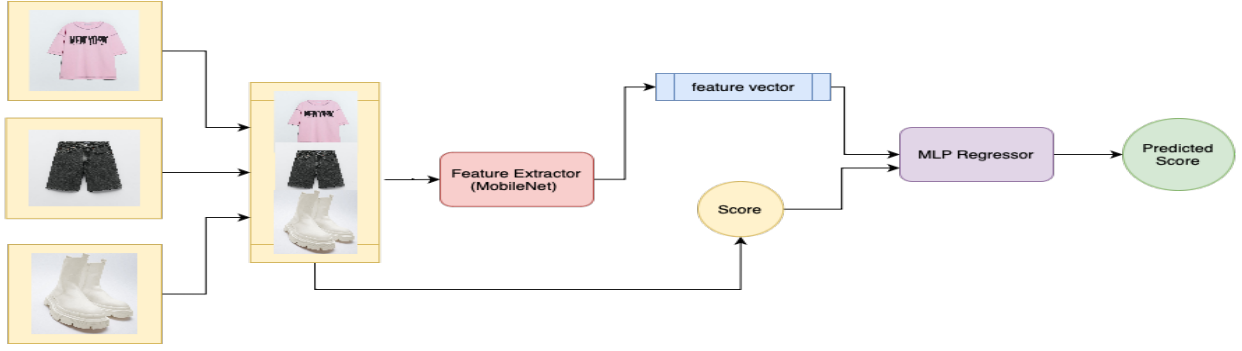 NEW YORK
NEW YORK
feature vector
Feature Extractor
(MobileNet)
MLP Regressor
Predicted
Score
Score